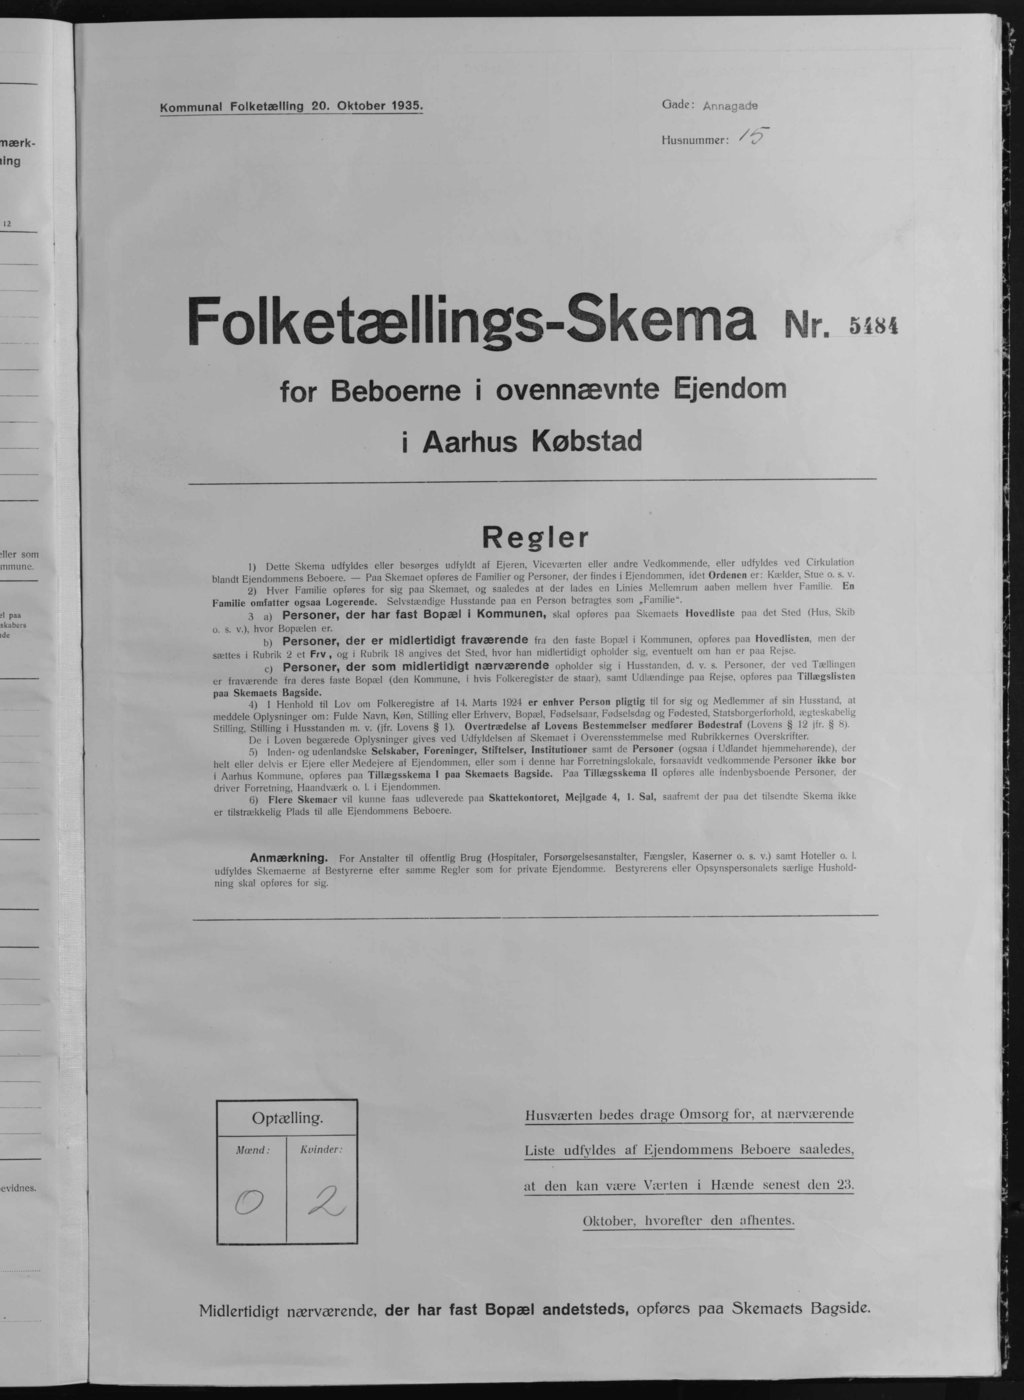 mærk-
ning
12
eller som
mmune.
el paa
skabers
evidnes.
Kommunal Folketælling 20. Oktober 1935.
Gade: Annagade
Husnummer: 15
Folketællings-Skema Nr. 5484
for Beboerne i ovennævnte Ejendom
i Aarhus Købstad
Regler
1) Dette Skema udfyldes eller besørges udfyldt af Ejeren, Viceværten eller andre Vedkommende, eller udfyldes ved Cirkulation
blandt Ejendommens Beboere. — Paa Skemaet opføres de Familier og Personer, der findes i Ejendommen, idet Ordenen er: Kælder, Stue o. s. v.
2) Hver Familie opføres for sig paa Skemaet, og saaledes at der lades en Linies Mellemrum aaben mellem hver Familie. En
Familie omfatter ogsaa Logerende. Selvstændige Husstande paa en Person betragtes som „Familie“.
3 a) Personer, der har fast Bopæl i Kommunen, skal opføres paa Skemaets Hovedliste paa det Sted (Hus, Skib
o. s. v.), hvor Bopælen er.
b) Personer, der er midlertidigt fraværende fra den faste Bopæl i Kommunen, opføres paa Hovedlisten, men der
sættes i Rubrik 2 et Frv, og i Rubrik 18 angives det Sted, hvor han midlertidigt opholder sig, eventuelt om han er paa Rejse.
c) Personer, der som midlertidigt nærværende opholder sig i Husstanden, d. v. s. Personer, der ved Tællingen
er fraværende fra deres faste Bopæl (den Kommune, i hvis Folkeregister de staar), samt Udlændinge paa Rejse, opføres paa Tillægslisten
paa Skemaets Bagside.
4) I Henhold til Lov om Folkeregistre af 14. Marts 1924 er enhver Person pligtig til for sig og Medlemmer af sin Husstand, at
meddele Oplysninger om: Fulde Navn, Køn, Stilling eller Erhverv, Bopæl, Fødselsaar, Fødselsdag og Fødested, Statsborgerforhold, ægteskabelig
Stilling, Stilling i Husstanden m. v. (jfr. Lovens § 1). Overtrædelse af Lovens Bestemmelser medfører Bødestraf (Lovens § 12 jfr. § 8).
De i Loven begærede Oplysninger gives ved Udfyldelsen af Skemaet i Overensstemmelse med Rubrikkernes Overskrifter.
5) Inden- og udenlandske Selskaber, Foreninger, Stiftelser, Institutioner samt de Personer (ogsaa i Udlandet hjemmehørende), der
helt eller delvis er Ejere eller Medejere af Ejendommen, eller som i denne har Forretningslokale, forsaavidt vedkommende Personer ikke bor
i Aarhus Kommune, opføres paa Tillægsskema I paa Skemaets Bagside. Paa Tillægsskema II opføres alle indenbysboende Personer, der
driver Forretning, Haandværk o. l. i Ejendommen.
6) Flere Skemaer vil kunne faas udleverede paa Skattekontoret, Mejlgade 4, 1. Sal, saafremt der paa det tilsendte Skema ikke
er tilstrækkelig Plads til alle Ejendommens Beboere.
Anmærkning. For Anstalter til offentlig Brug (Hospitaler, Forsørgelsesanstalter, Fængsler, Kaserner o. s. v.) samt Hoteller o. l.
udfyldes Skemaerne af Bestyrerne efter samme Regler som for private Ejendomme. Bestyrerens eller Opsynspersonalets særlige Hushold-
ning skal opføres for sig.
Optælling.
Mænd: Kvinder:
0 2
Husværten bedes drage Omsorg for, at nærværende
Liste udfyldes af Ejendommens Beboere saaledes,
at den kan være Værten i Hænde senest den 23.
Oktober, hvorefter den afhentes.
Midlertidigt nærværende, der har fast Bopæl andetsteds, opføres paa Skemaets Bagside.